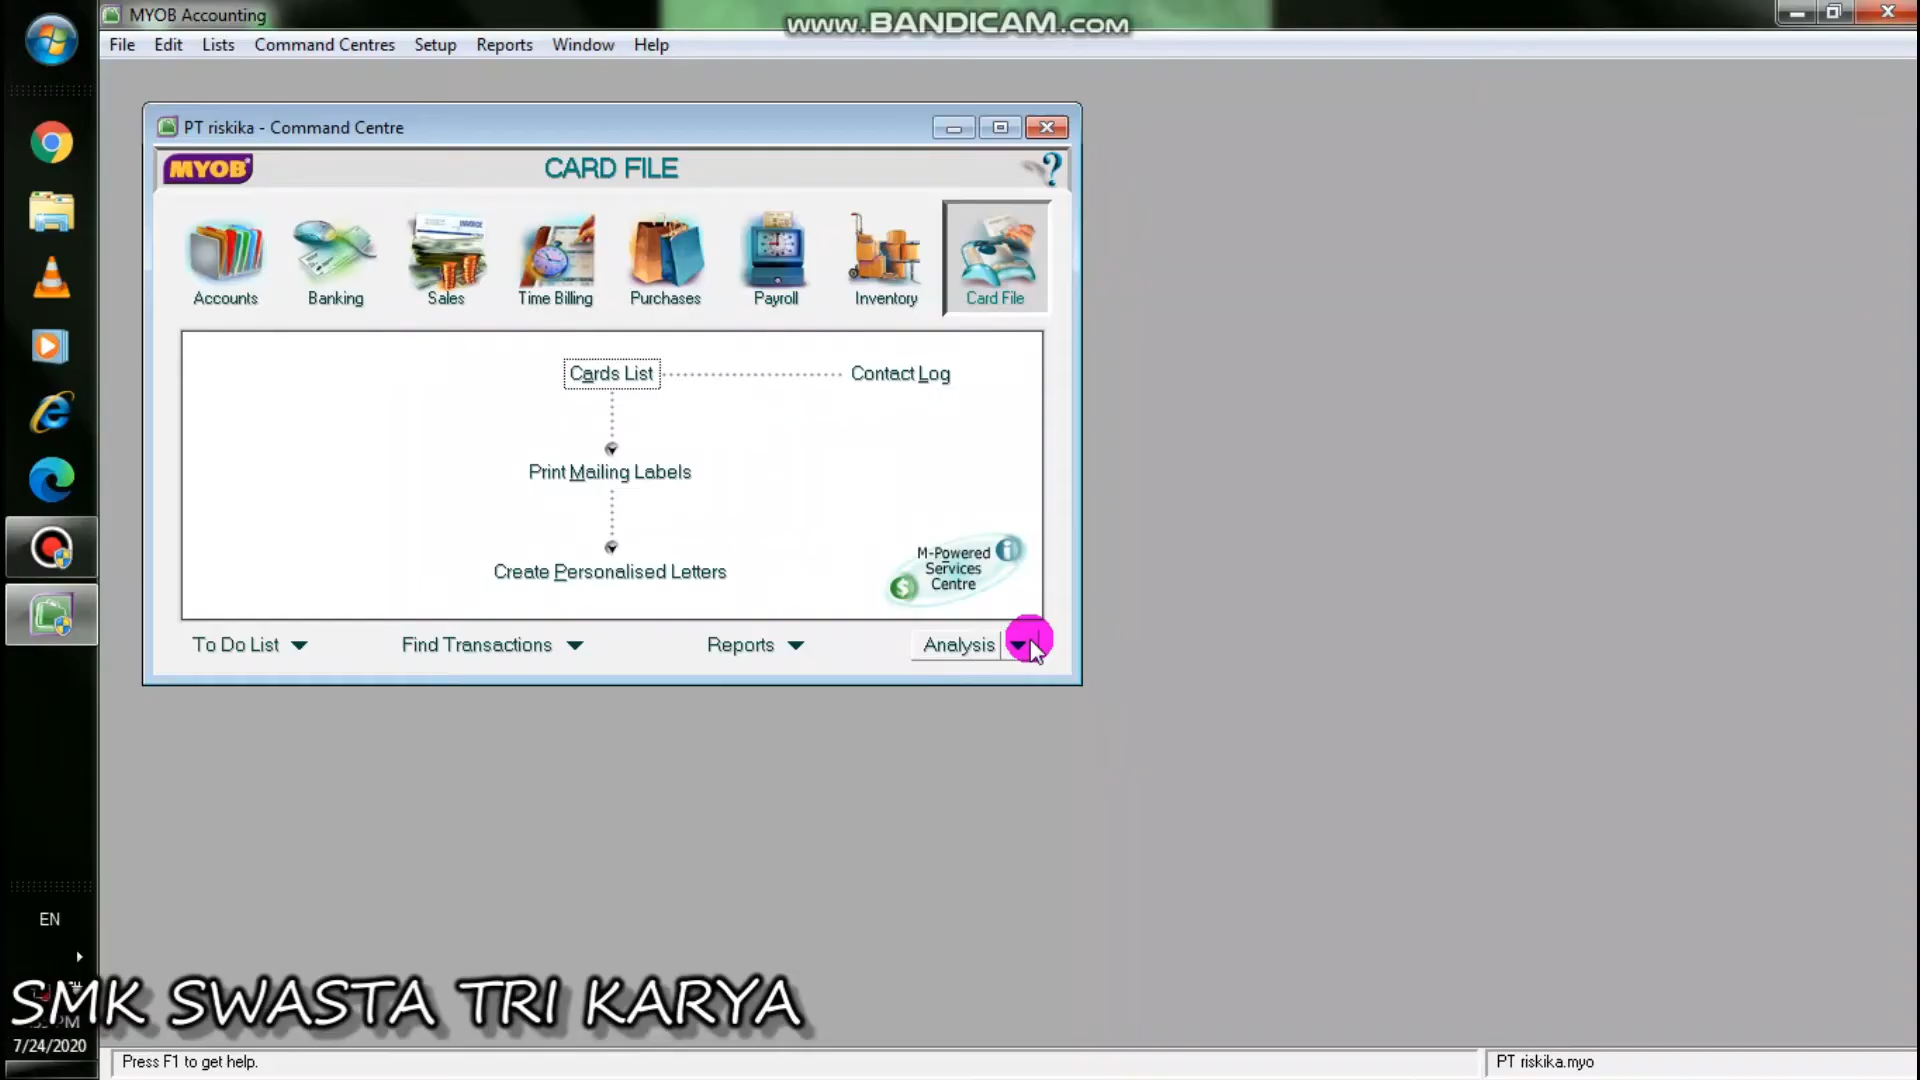 MYOB Accounting
www.BANDICAM.com
File Edit Lists Command Centres Setup Reports Window Help
PT riskika - Command Centre
MYOB
CARD FILE
?
Accounts Banking Sales Time Billing Purchases Payroll Inventory Card File
Cards List Contact Log
Print Mailing Labels
Create Personalised Letters
M-Powered
Services
Centre
To Do List Find Transactions Reports Analysis
EN
SMK SWASTA TRI KARYA
PM
7/24/2020
Press F1 to get help. PT riskika.myo